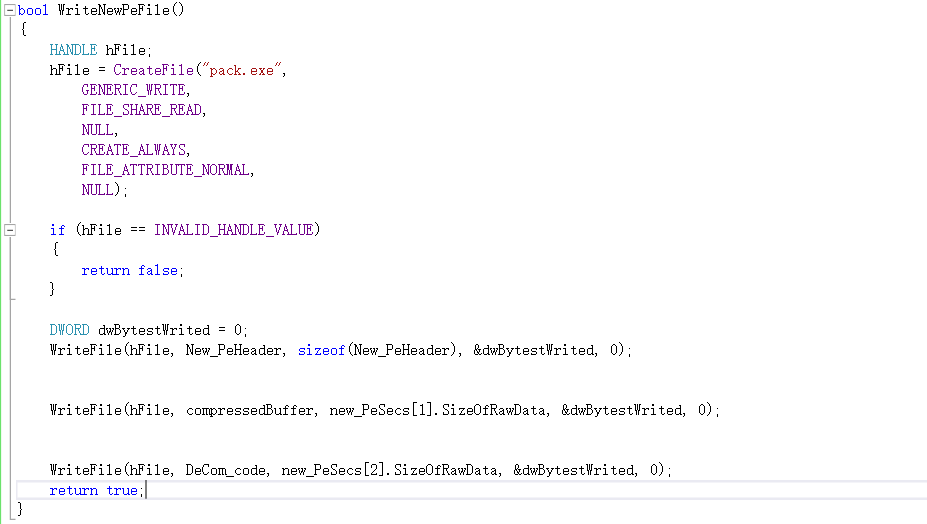 bool WriteNewPeFile()
{
    HANDLE hFile;
    hFile = CreateFile("pack.exe",
        GENERIC_WRITE,
        FILE_SHARE_READ,
        NULL,
        CREATE_ALWAYS,
        FILE_ATTRIBUTE_NORMAL,
        NULL);
    if (hFile == INVALID_HANDLE_VALUE)
    {
        return false;
    }
    DWORD dwBytestWrited = 0;
    WriteFile(hFile, New_PeHeader, sizeof(New_PeHeader), &dwBytestWrited, 0);
    WriteFile(hFile, compressedBuffer, new_PeSecs[1].SizeOfRawData, &dwBytestWrited, 0);
    WriteFile(hFile, DeCom_code, new_PeSecs[2].SizeOfRawData, &dwBytestWrited, 0);
    return true;
}